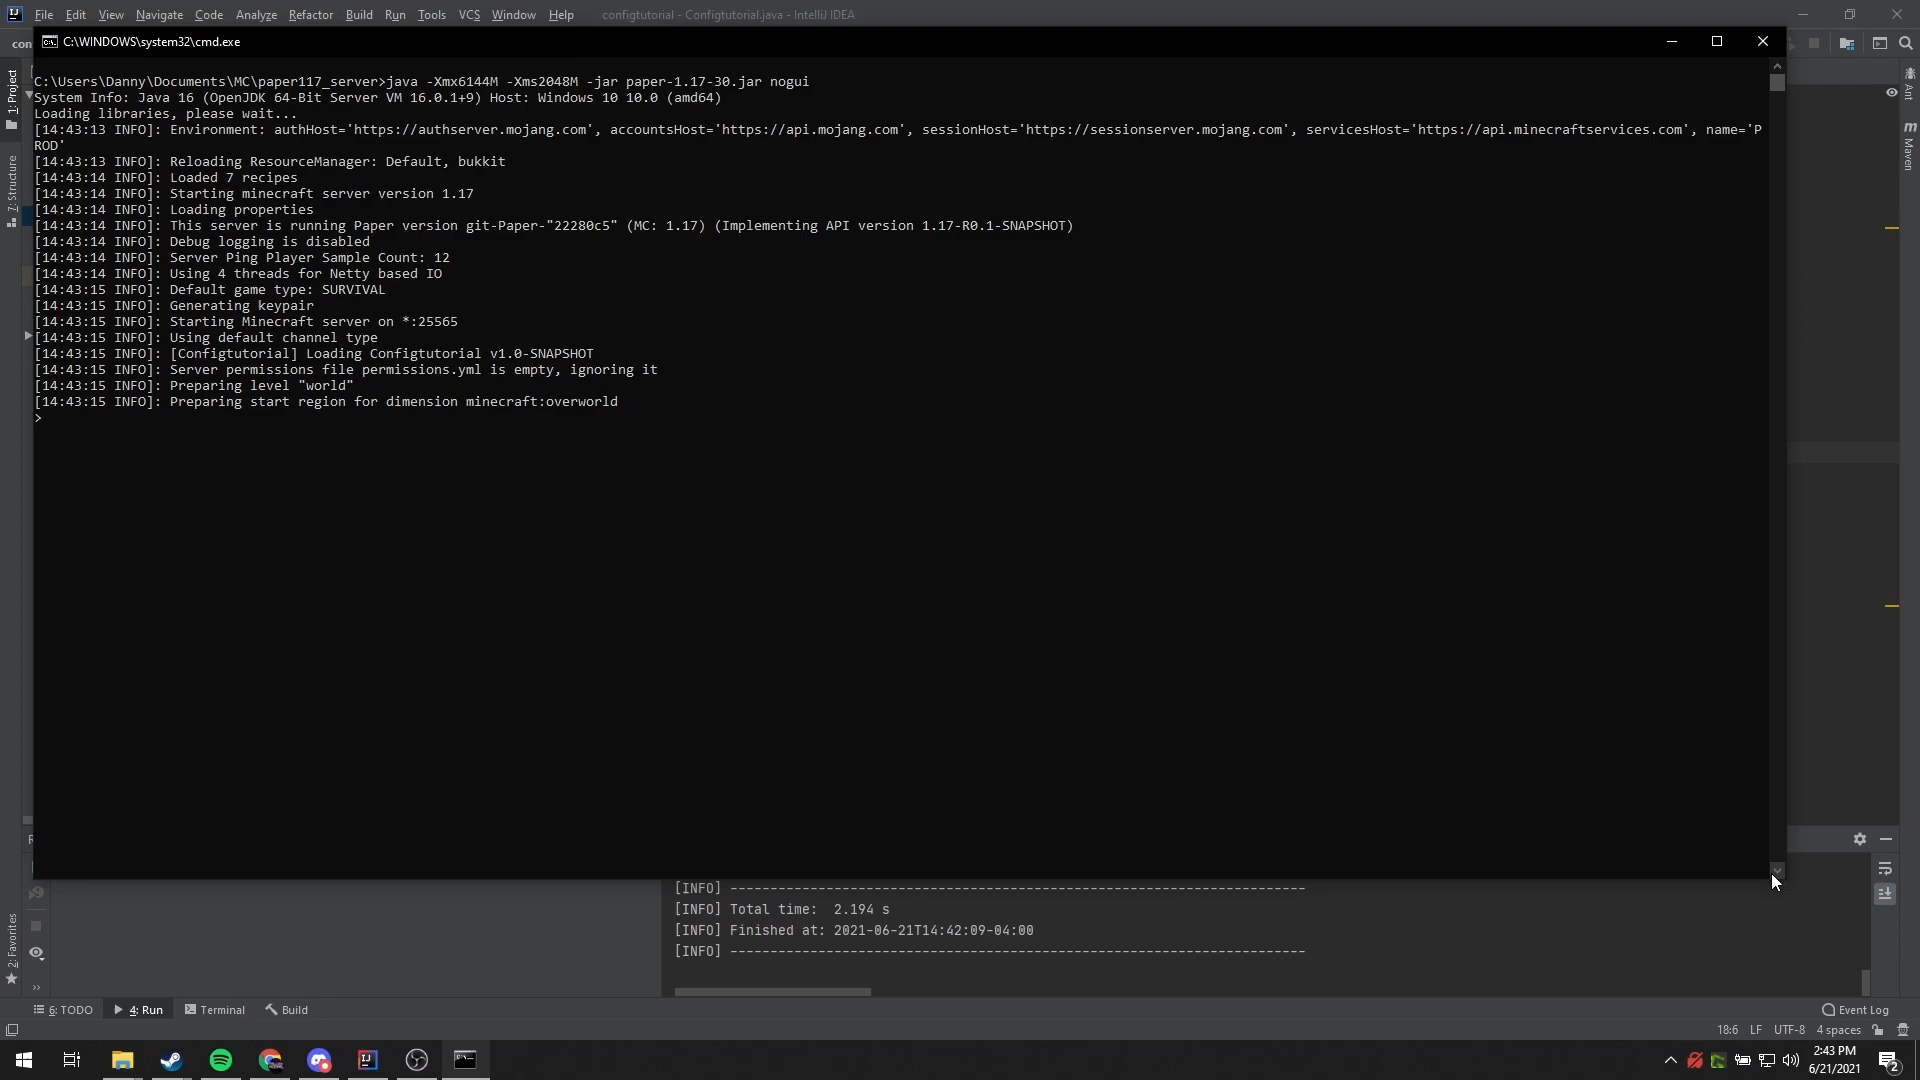 File Edit View Navigate Code Analyze Refactor Build Run Tools VCS Window Help configtutorial - Configtutorial.java - IntelliJ IDEA
con
C:\WINDOWS\system32\cmd.exe
C:\Users\Danny\Documents\MC\paper117_server>java -Xmx6144M -Xms2048M -jar paper-1.17-30.jar nogui
System Info: Java 16 (OpenJDK 64-Bit Server VM 16.0.1+9) Host: Windows 10 10.0 (amd64)
Loading libraries, please wait...
[14:43:13 INFO]: Environment: authHost='https://authserver.mojang.com', accountsHost='https://api.mojang.com', sessionHost='https://sessionserver.mojang.com', servicesHost='https://api.minecraftservices.com', name='P
ROD'
[14:43:13 INFO]: Reloading ResourceManager: Default, bukkit
[14:43:14 INFO]: Loaded 7 recipes
[14:43:14 INFO]: Starting minecraft server version 1.17
[14:43:14 INFO]: Loading properties
[14:43:14 INFO]: This server is running Paper version git-Paper-"22280c5" (MC: 1.17) (Implementing API version 1.17-R0.1-SNAPSHOT)
[14:43:14 INFO]: Debug logging is disabled
[14:43:14 INFO]: Server Ping Player Sample Count: 12
[14:43:14 INFO]: Using 4 threads for Netty based IO
[14:43:15 INFO]: Default game type: SURVIVAL
[14:43:15 INFO]: Generating keypair
[14:43:15 INFO]: Starting Minecraft server on *:25565
[14:43:15 INFO]: Using default channel type
[14:43:15 INFO]: [Configtutorial] Loading Configtutorial v1.0-SNAPSHOT
[14:43:15 INFO]: Server permissions file permissions.yml is empty, ignoring it
[14:43:15 INFO]: Preparing level "world"
[14:43:15 INFO]: Preparing start region for dimension minecraft:overworld
>
1: Project
7: Structure
2: Favorites
Ant
Maven
[INFO] ------------------------------------------------------------------------
[INFO] Total time:  2.194 s
[INFO] Finished at: 2021-06-21T14:42:09-04:00
[INFO] ------------------------------------------------------------------------
6: TODO 4: Run Terminal Build Event Log
18:6 LF UTF-8 4 spaces
2:43 PM
6/21/2021
2